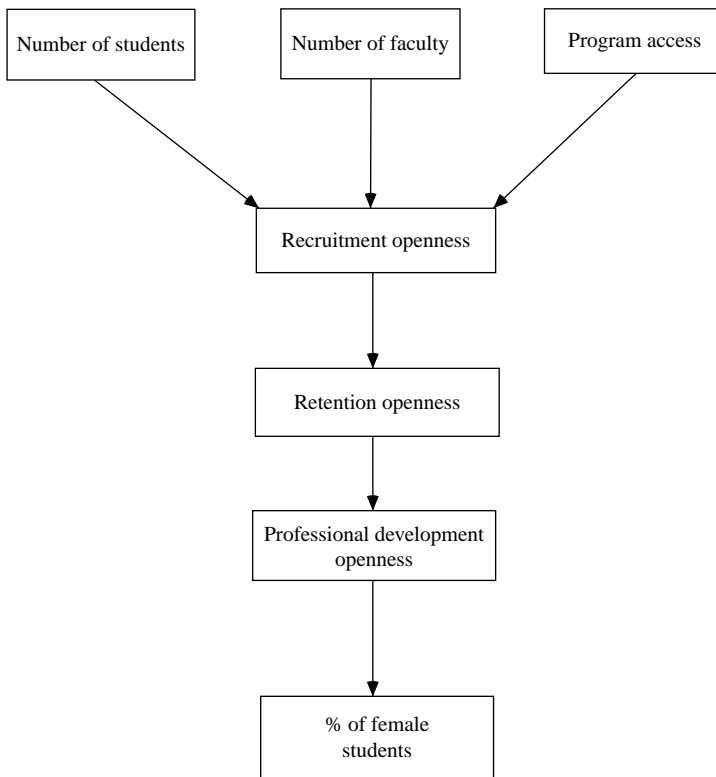 Number of students
Number of faculty
Program access
Recruitment openness
Retention openness
Professional development
openness
% of female
students